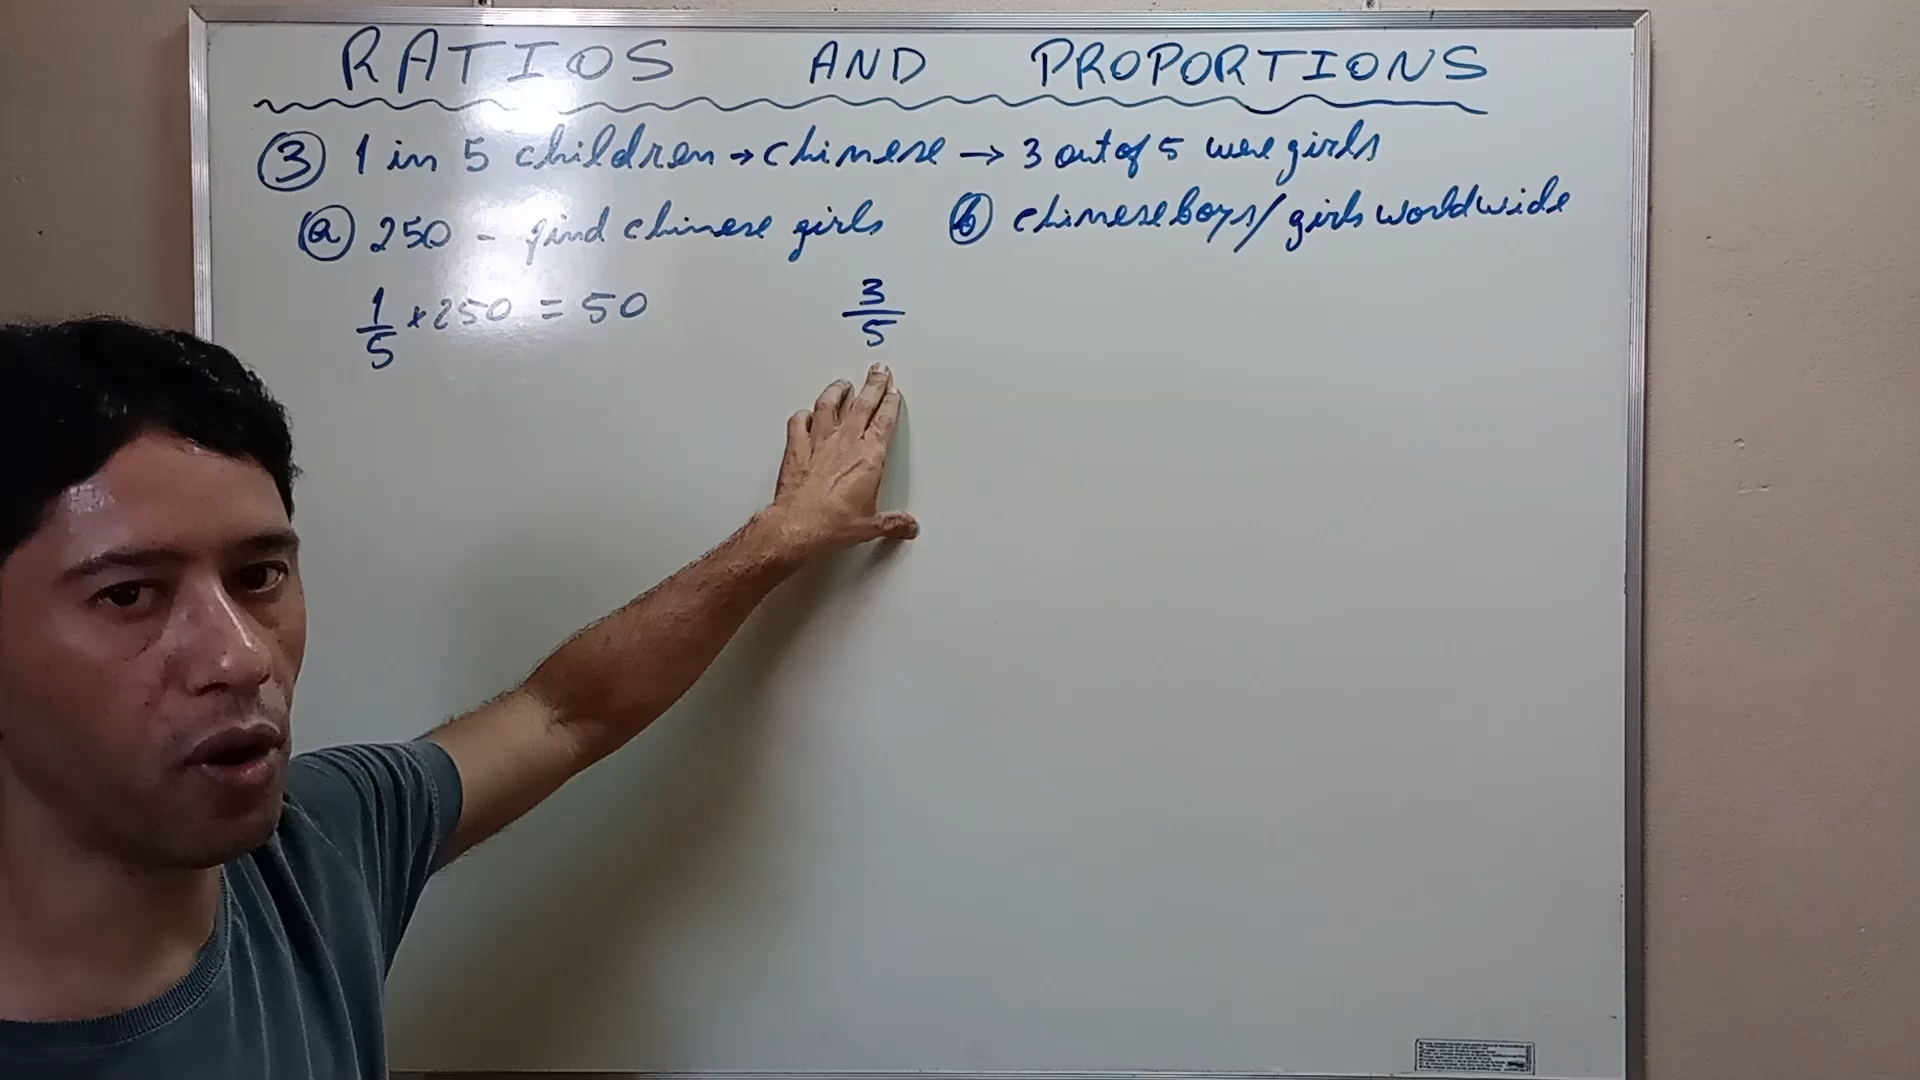 RATIOS AND PROPORTIONS
③ 1 in 5 children → chinese → 3 out of 5 were girls
ⓐ 250 - find chinese girls ⓑ chinese boys/girls worldwide
1/5 × 250 = 50 3/5